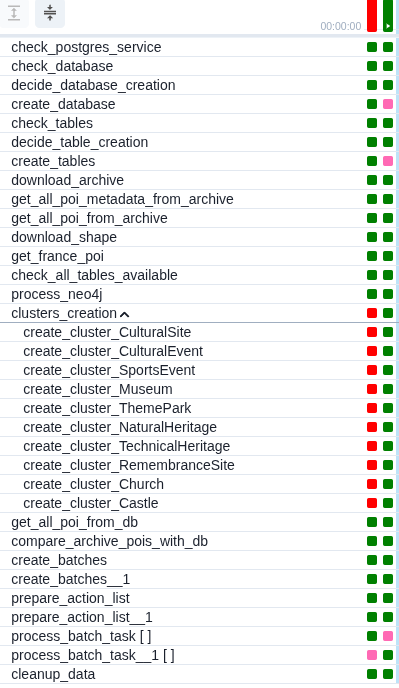 00:00:00
check_postgres_service
check_database
decide_database_creation
create_database
check_tables
decide_table_creation
create_tables
download_archive
get_all_poi_metadata_from_archive
get_all_poi_from_archive
download_shape
get_france_poi
check_all_tables_available
process_neo4j
clusters_creation
create_cluster_CulturalSite
create_cluster_CulturalEvent
create_cluster_SportsEvent
create_cluster_Museum
create_cluster_ThemePark
create_cluster_NaturalHeritage
create_cluster_TechnicalHeritage
create_cluster_RemembranceSite
create_cluster_Church
create_cluster_Castle
get_all_poi_from_db
compare_archive_pois_with_db
create_batches
create_batches__1
prepare_action_list
prepare_action_list__1
process_batch_task [ ]
process_batch_task__1 [ ]
cleanup_data